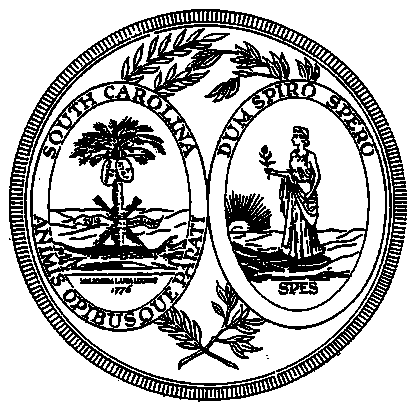 SOUTH CAROLINA
ANIMIS OPIBUSQUE PARATI
1776
DUM SPIRO SPERO
SPES